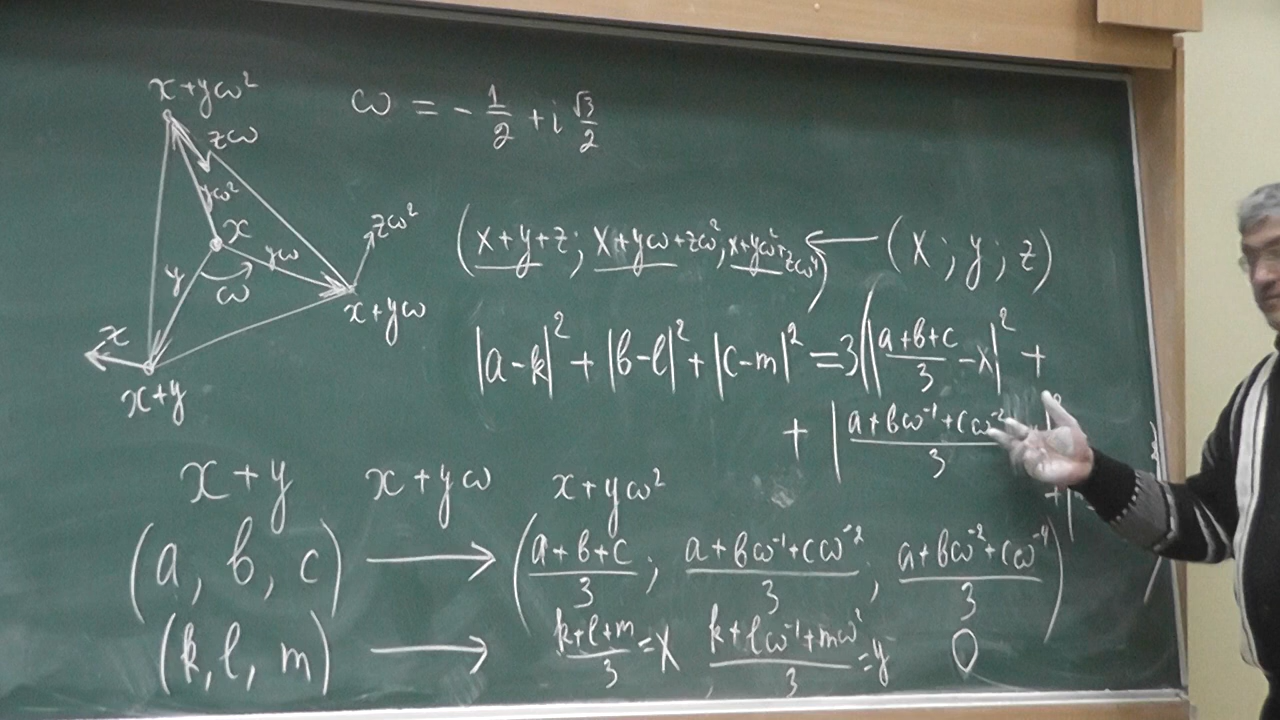 x+yω²
zω
yω²
x
y
yω
ω
zω²
x+yω
z
x+y
ω = -1/2 + i √3/2
(x+y+z; x+yω+zω²; x+yω²+zω⁴) ← (x; y; z)
|a-k|² + |b-l|² + |c-m|² = 3(|(a+b+c)/3 - x|² +
+ |(a+bω⁻¹+cω⁻²)/3
+|
x+y x+yω x+yω²
(a, b, c) → ((a+b+c)/3; (a+bω⁻¹+cω⁻²)/3; (a+bω⁻²+cω⁻⁴)/3)
(k, l, m) → (k+l+m)/3 = x (k+lω⁻¹+mω⁻²)/3 = y 0